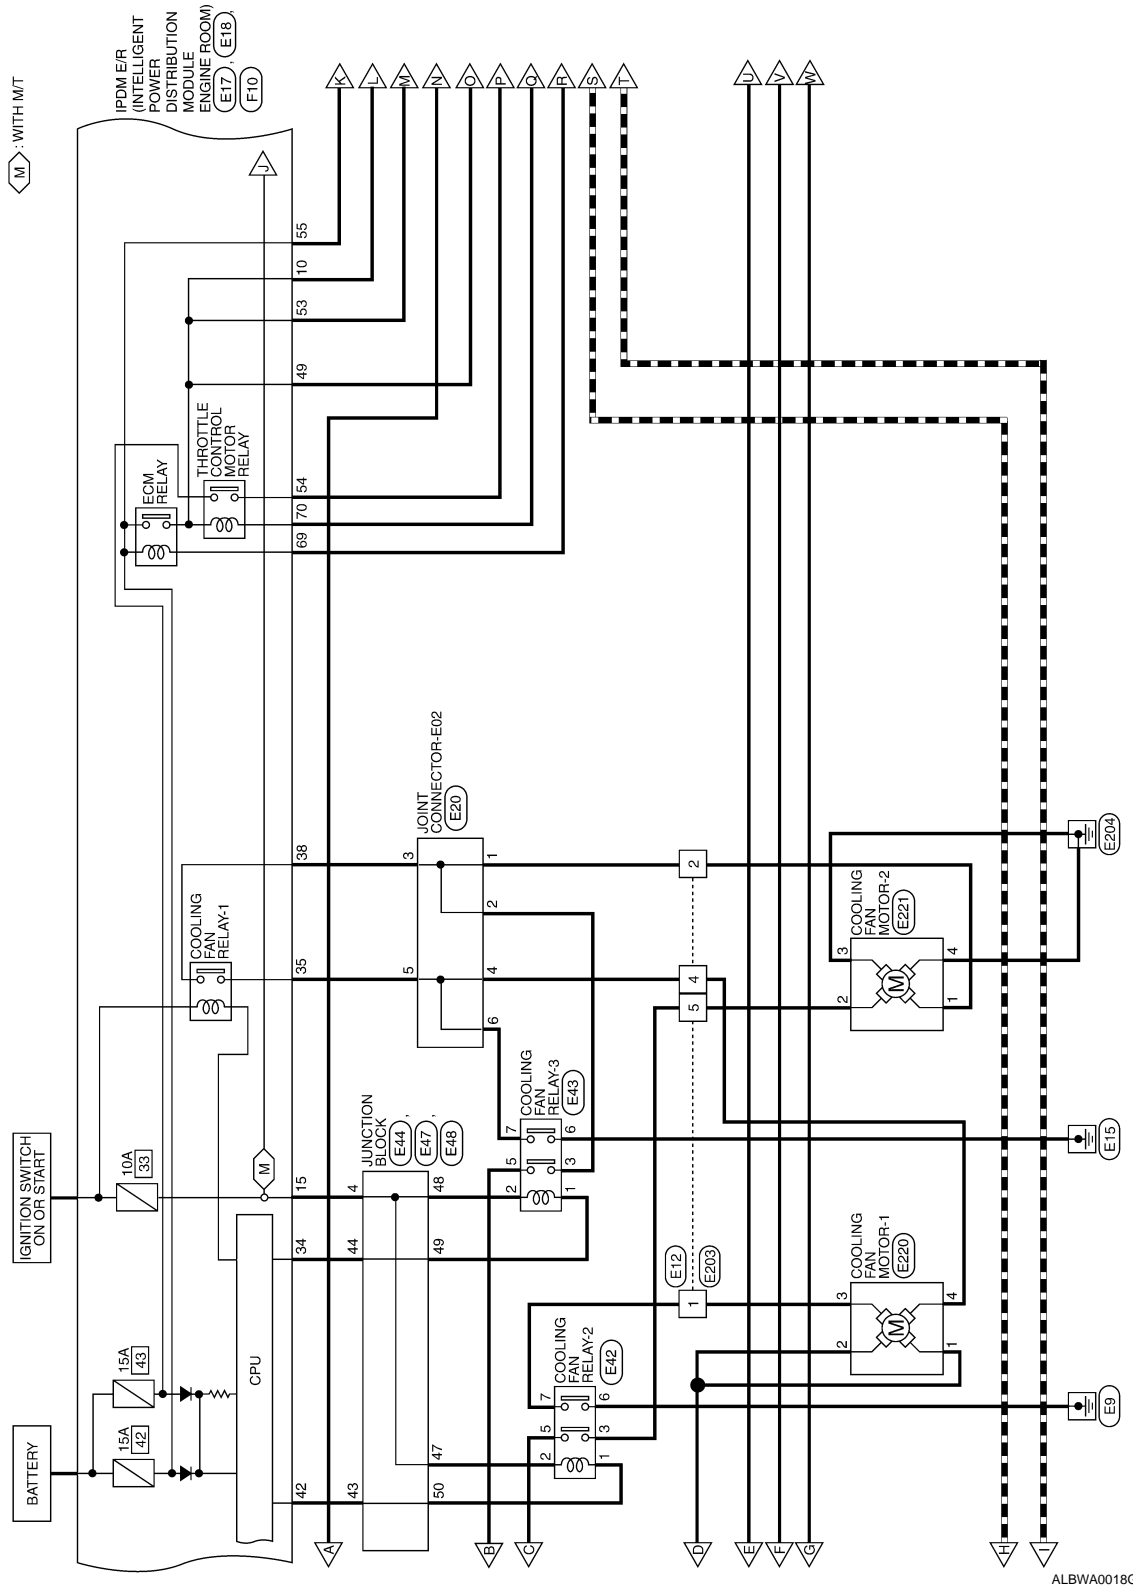 M : WITH M/T
IPDM E/R
(INTELLIGENT
POWER
DISTRIBUTION
MODULE
ENGINE ROOM)
E17 , E18 ,
F10
IGNITION SWITCH
ON OR START
BATTERY
10A
33
15A
43
15A
42
CPU
M
J
COOLING
FAN
RELAY-1
ECM
RELAY
THROTTLE
CONTROL
MOTOR
RELAY
42
34
15
35
38
69
70
54
49
53
10
55
A
K
L
M
N
O
P
Q
R
S
T
U
V
W
JUNCTION
BLOCK
E44 ,
E47 ,
E48
43
44
4
50
47
49
48
JOINT
CONNECTOR-E02
E20
5
3
6
4
2
1
COOLING
FAN
RELAY-3
E43
2
5
7
1
3
6
COOLING
FAN
RELAY-2
E42
2
5
7
1
3
6
B
C
E12
E203
1
5
4
2
COOLING
FAN
MOTOR-1
E220
2
3
M
1
4
COOLING
FAN
MOTOR-2
E221
2
3
M
1
4
D
E
F
G
H
I
E9
E15
E204
ALBWA0018G